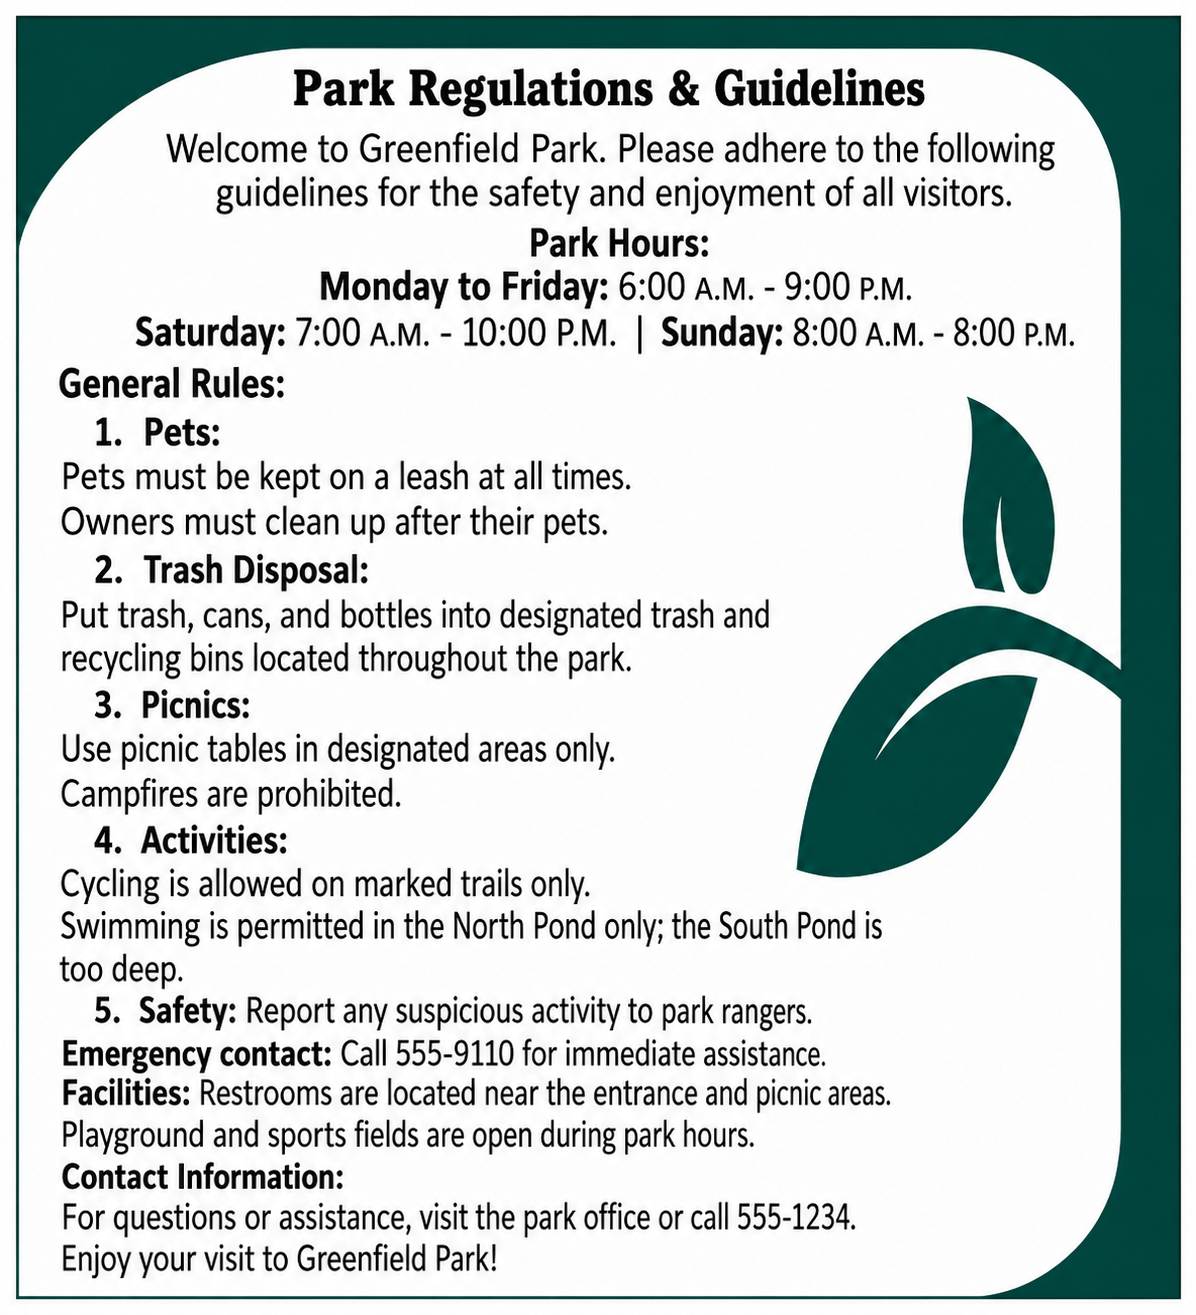 Park Regulations & Guidelines
Welcome to Greenfield Park. Please adhere to the following
guidelines for the safety and enjoyment of all visitors.
Park Hours:
Monday to Friday: 6:00 A.M. - 9:00 P.M.
Saturday: 7:00 A.M. - 10:00 P.M. | Sunday: 8:00 A.M. - 8:00 P.M.
General Rules:
1. Pets:
Pets must be kept on a leash at all times.
Owners must clean up after their pets.
2. Trash Disposal:
Put trash, cans, and bottles into designated trash and
recycling bins located throughout the park.
3. Picnics:
Use picnic tables in designated areas only.
Campfires are prohibited.
4. Activities:
Cycling is allowed on marked trails only.
Swimming is permitted in the North Pond only; the South Pond is
too deep.
5. Safety: Report any suspicious activity to park rangers.
Emergency contact: Call 555-9110 for immediate assistance.
Facilities: Restrooms are located near the entrance and picnic areas.
Playground and sports fields are open during park hours.
Contact Information:
For questions or assistance, visit the park office or call 555-1234.
Enjoy your visit to Greenfield Park!